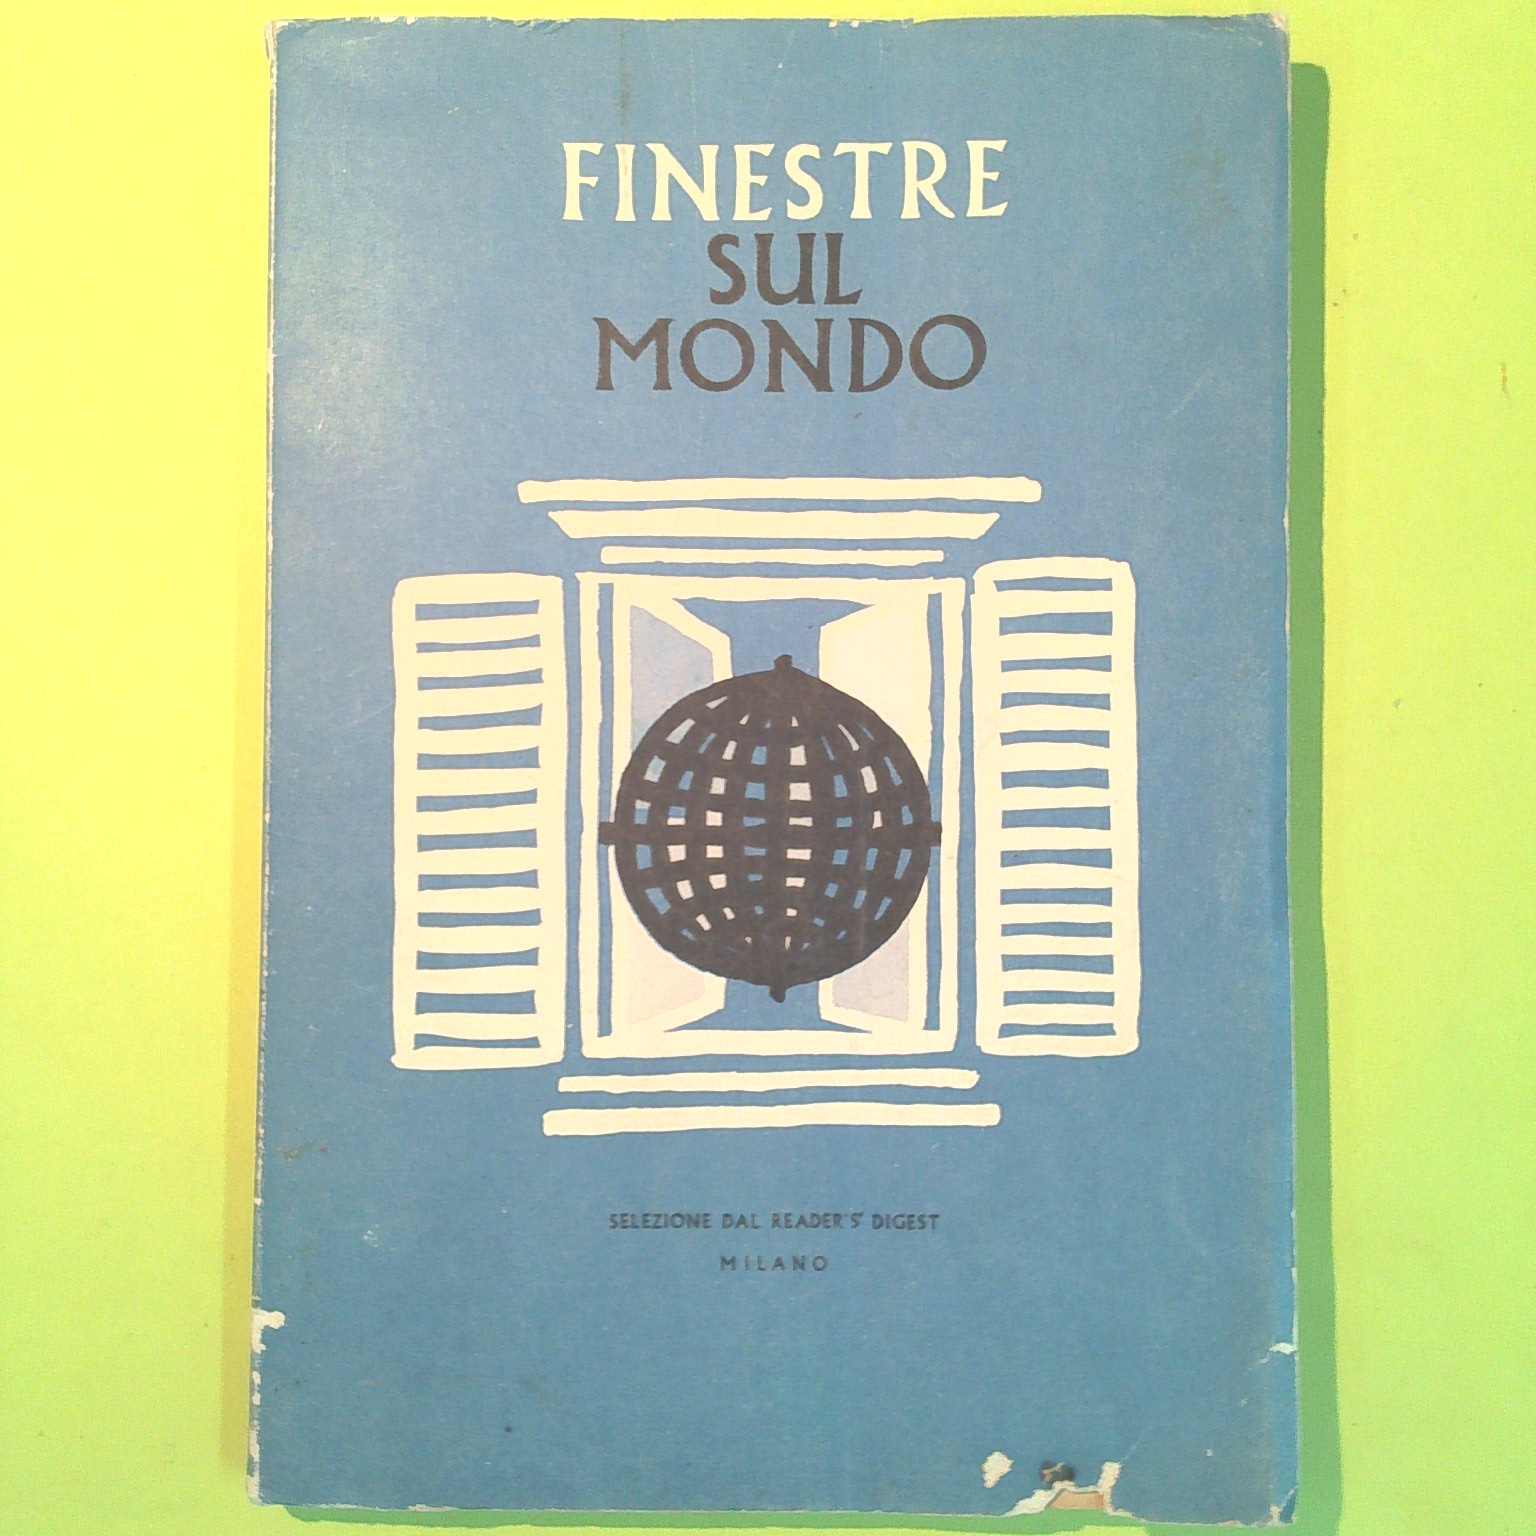 FINESTRE
SUL
MONDO
SELEZIONE DAL READER'S DIGEST
MILANO